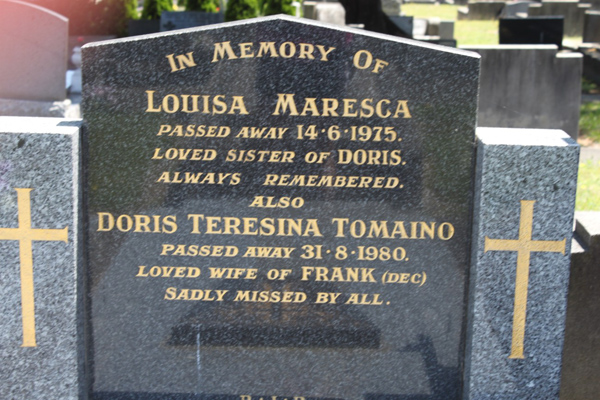 In Memory Of
Louisa Maresca
Passed away 14·6·1975.
Loved sister of Doris.
Always remembered.
Also
Doris Teresina Tomaino
Passed away 31·8·1980.
Loved wife of Frank (dec)
Sadly missed by all.
R·I·P